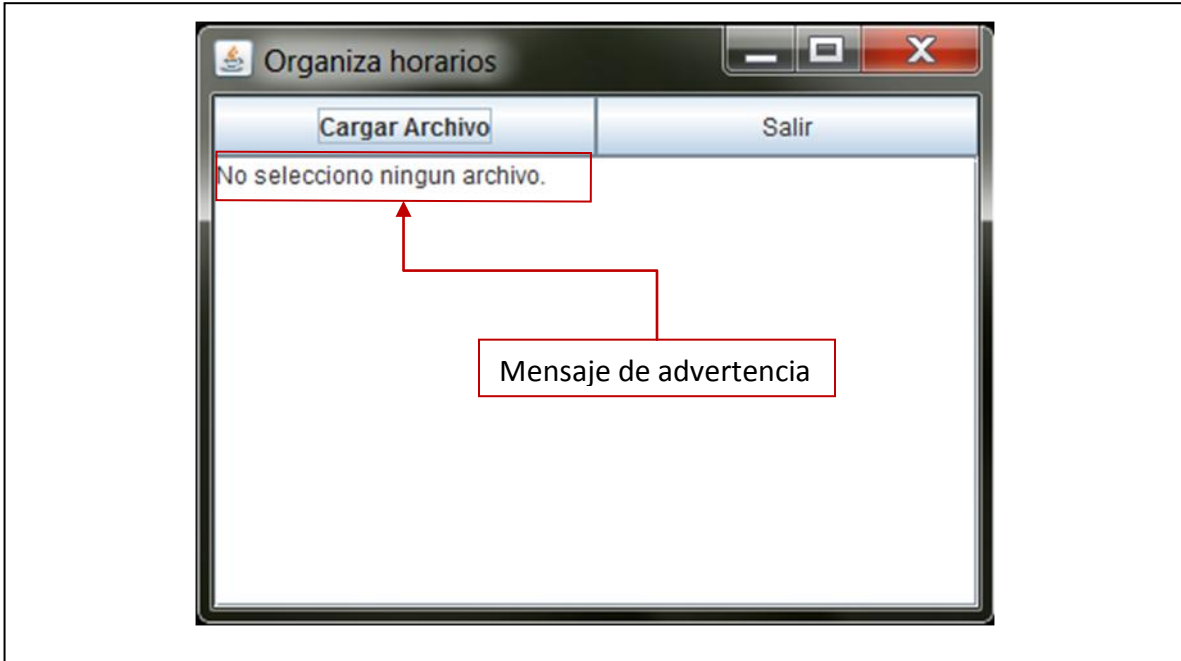 Organiza horarios
Cargar Archivo
Salir
No selecciono ningun archivo.
Mensaje de advertencia